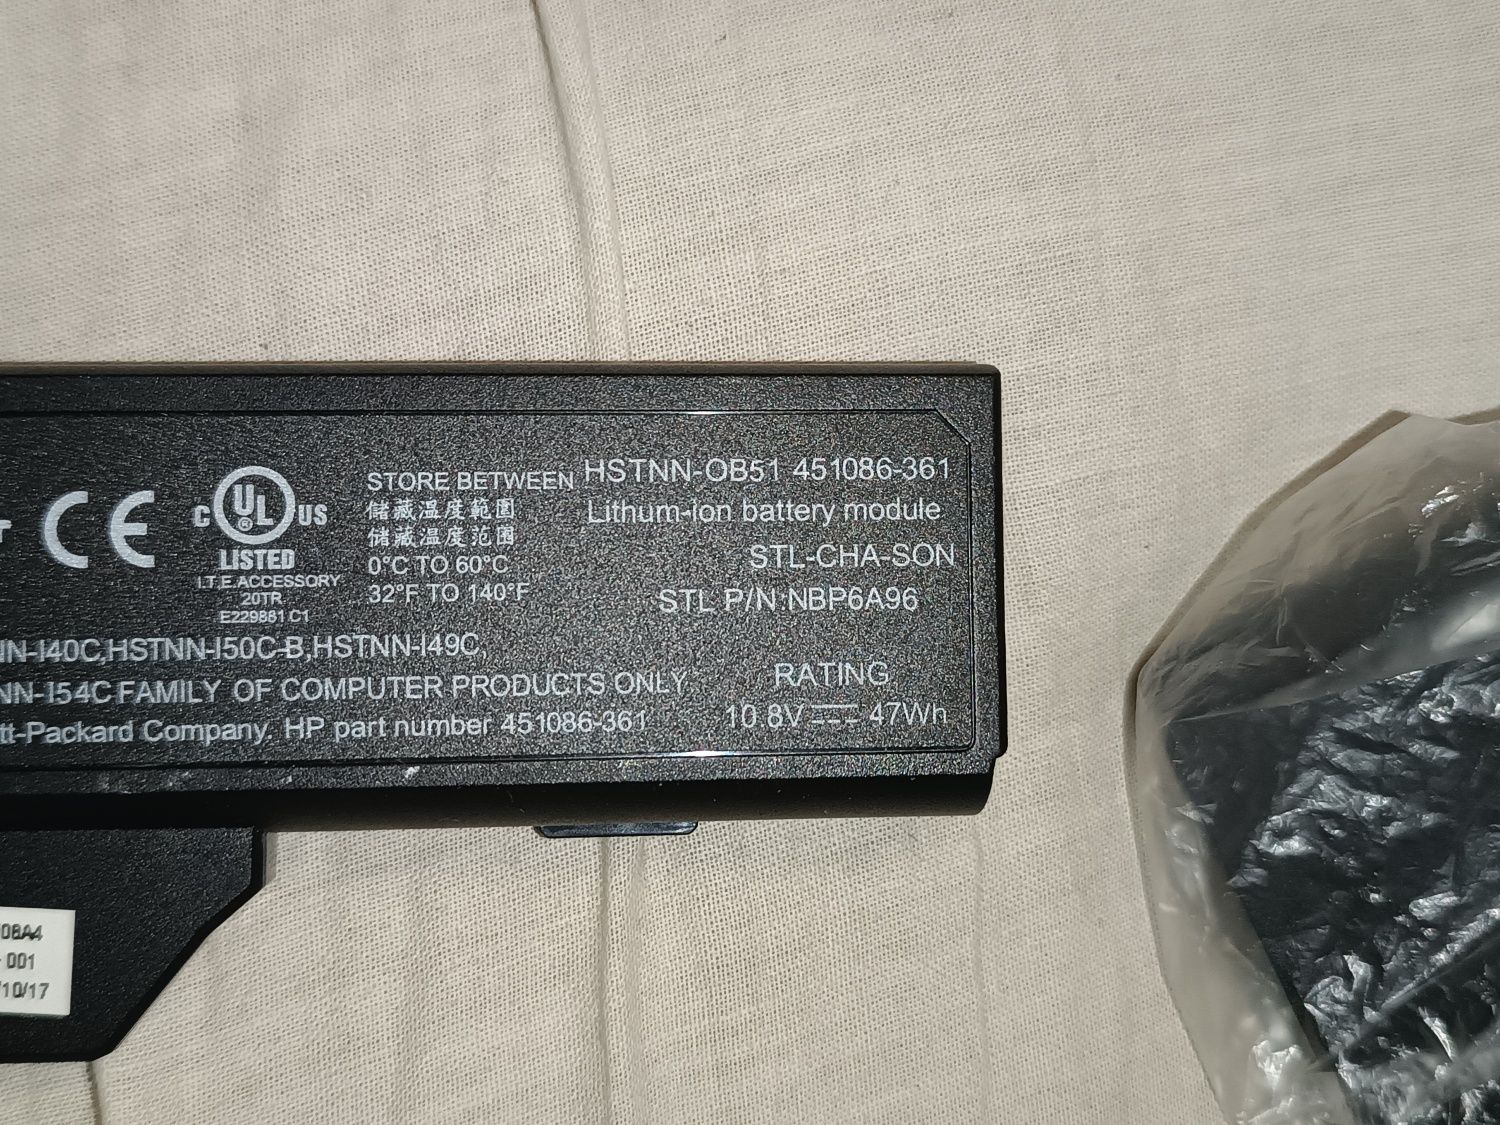 CE
C UL ® US
LISTED
I.T.E ACCESSORY
20TR
E229881 C1
STORE BETWEEN
儲藏溫度範圍
储藏温度范围
0°C TO 60°C
32°F TO 140°F
HSTNN-OB51 451086-361
Lithum-ion battery module
STL-CHA-SON
STL P/N:NBP6A96
NN-I40C,HSTNN-I50C-B,HSTNN-I49C,
NN-I54C FAMILY OF COMPUTER PRODUCTS ONLY
tt-Packard Company. HP part number 451086-361
RATING
10.8V 47Wh
06A4
001
/10/17